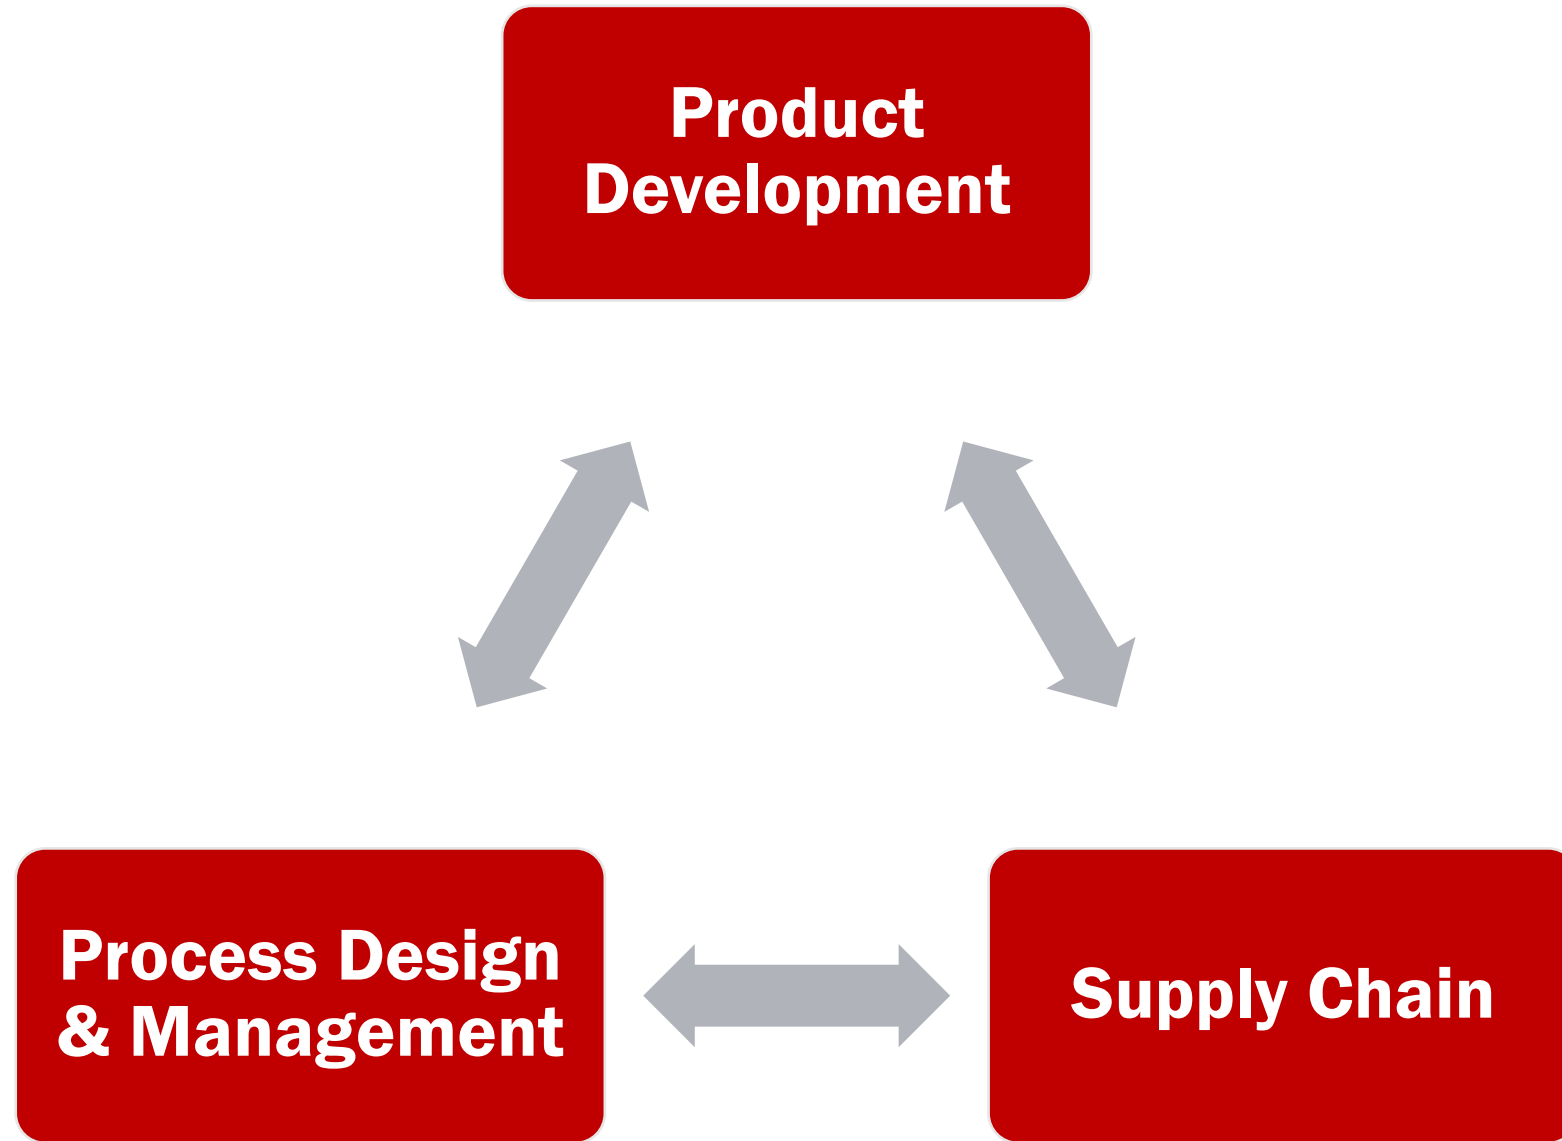 Product
Development
Process Design
& Management
Supply Chain